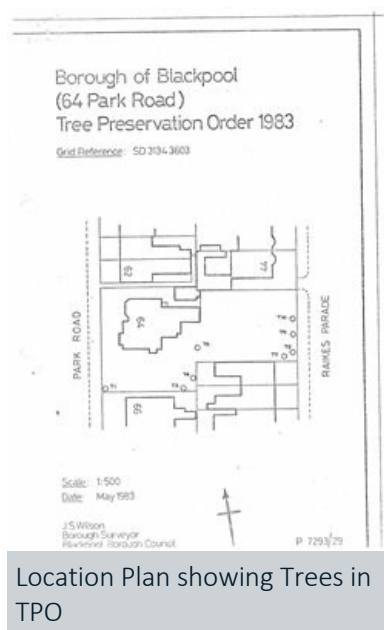 Borough of Blackpool
(64 Park Road)
Tree Preservation Order 1983
Grid Reference: SD 3134 3603
62
44
64
PARK ROAD
RAIKES PARADE
66
Scale: 1:500
Date: May 1983
J.S.Wilson
Borough Surveyor
Blackpool Borough Council
P 7293/29
Location Plan showing Trees in
TPO